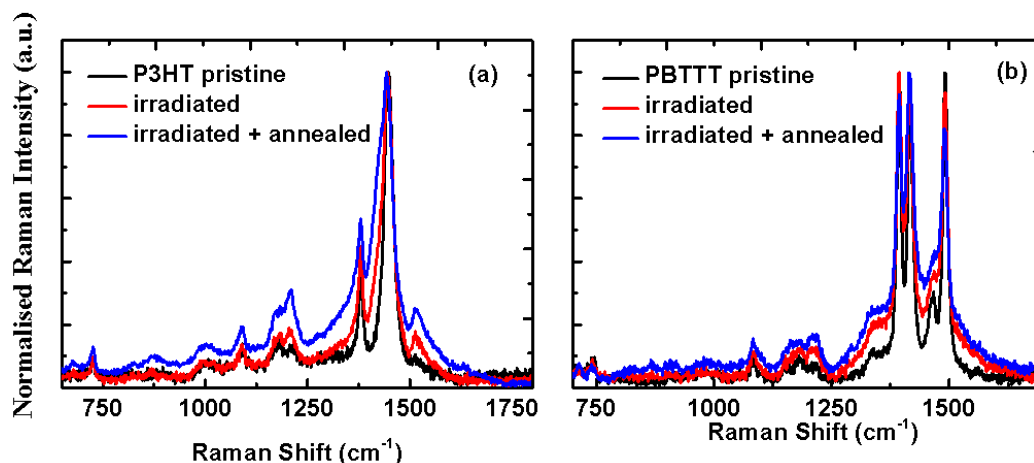 Normalised Raman Intensity (a.u.)
P3HT pristine
irradiated
irradiated + annealed
(a)
750 1000 1250 1500 1750
Raman Shift (cm⁻¹)
PBTTT pristine
irradiated
irradiated + annealed
(b)
750 1000 1250 1500
Raman Shift (cm⁻¹)